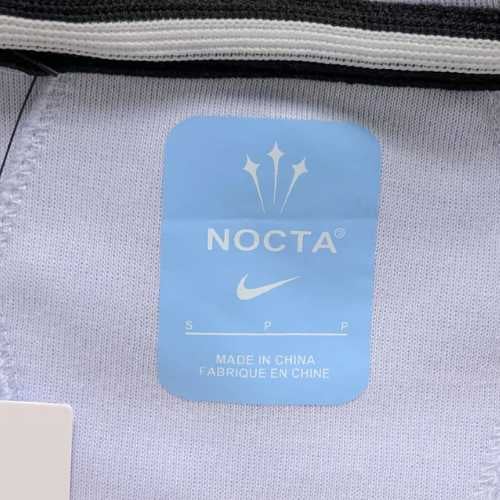 NOCTA®
S P P
MADE IN CHINA
FABRIQUE EN CHINE